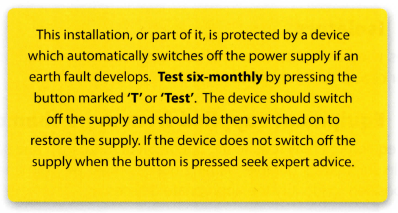 This installation, or part of it, is protected by a device
which automatically switches off the power supply if an
earth fault develops. Test six-monthly by pressing the
button marked ‘T’ or ‘Test’. The device should switch
off the supply and should be then switched on to
restore the supply. If the device does not switch off the
supply when the button is pressed seek expert advice.